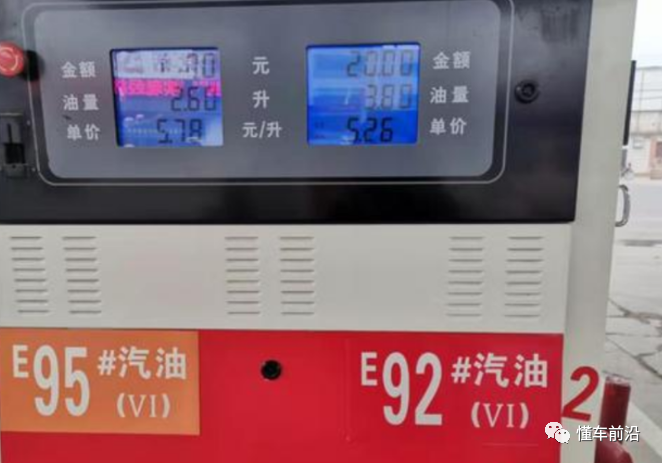 金额 元 20.00 金额
油量 2.60 升 3.80 油量
单价 5.78 元/升 5.26 单价
E95#汽油
(VI)
E92#汽油
(VI)
2
懂车前沿